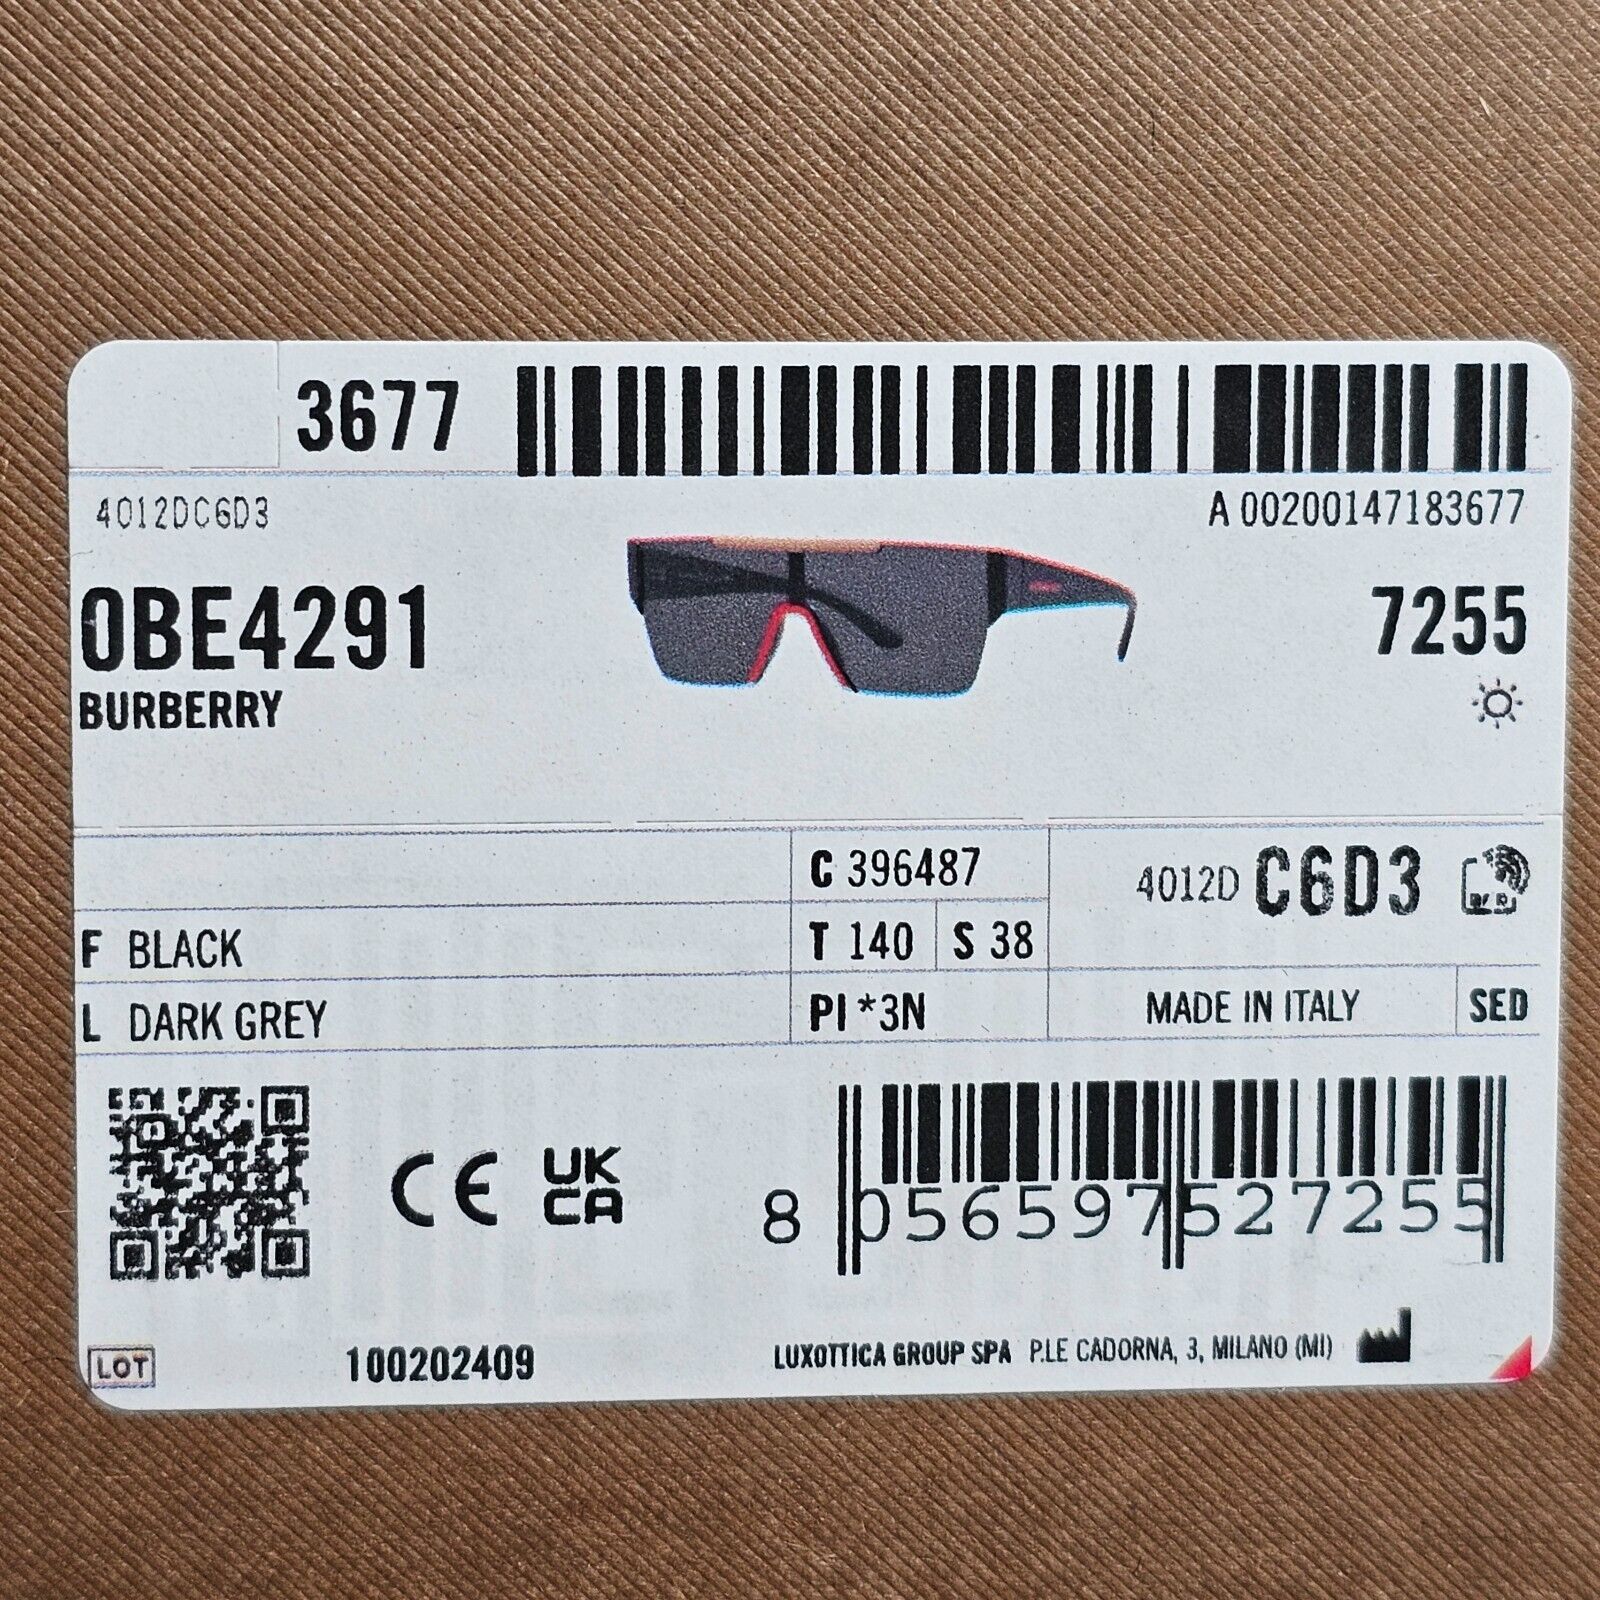 3677
4012DC6D3
A 00200147183677
0BE4291
7255
BURBERRY
C 396487
4012D C6D3
F BLACK
T 140 S 38
L DARK GREY
PI *3N
MADE IN ITALY
SED
CE
UK
CA
8 056597 527255
LOT
100202409
LUXOTTICA GROUP SPA P.LE CADORNA, 3, MILANO (MI)